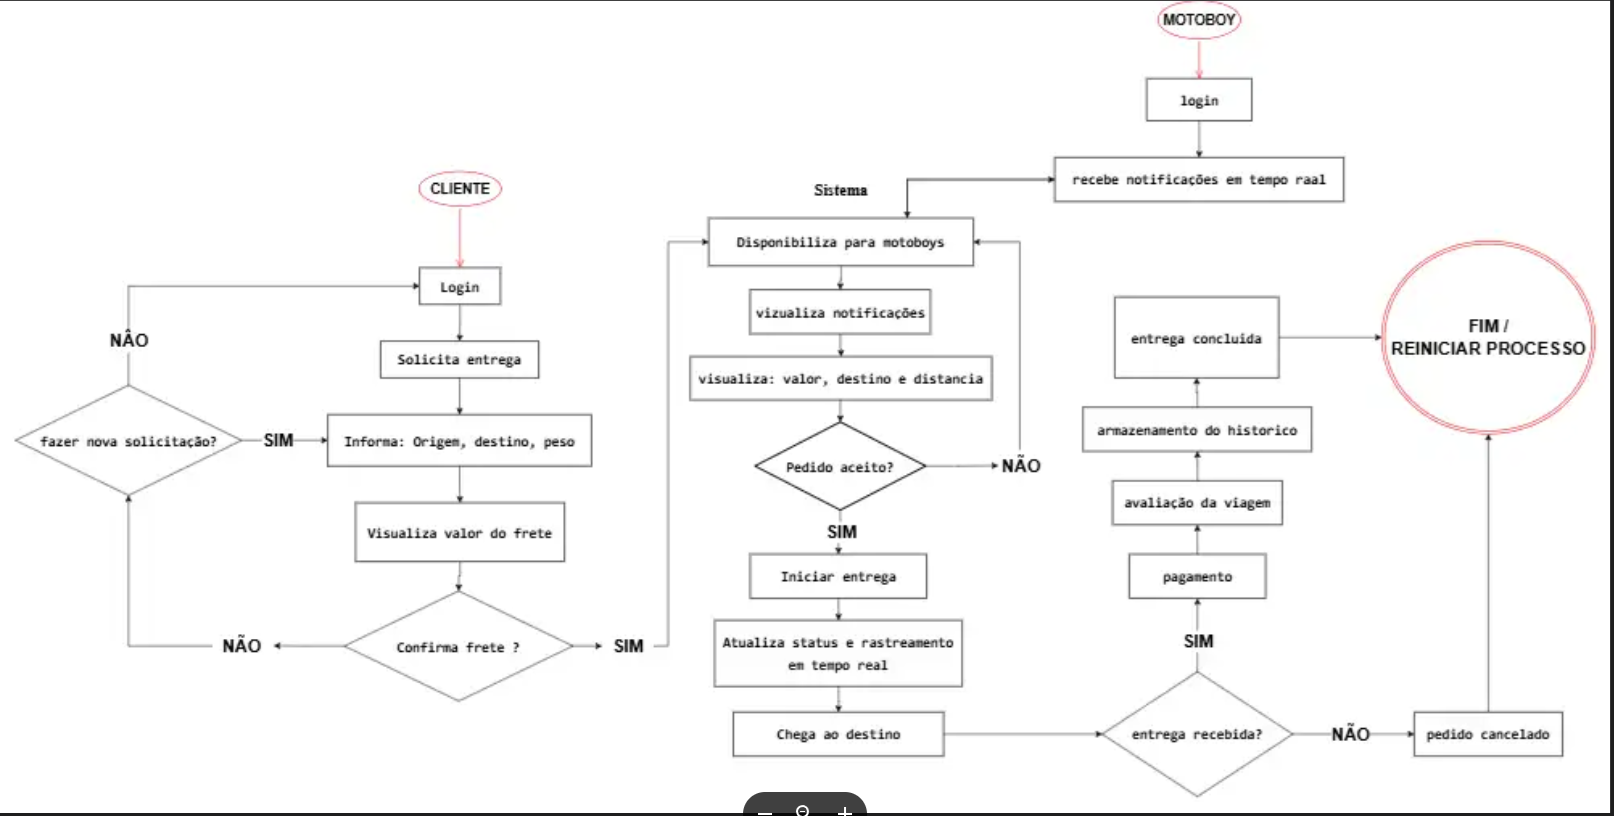 MOTOBOY
login
recebe notificações em tempo raal
CLIENTE
Login
Solicita entrega
Informa: Origem, destino, peso
Visualiza valor do frete
Confirma frete ?
NÃO
SIM
fazer nova solicitação?
SIM
NÂO
Sistema
Disponibiliza para motoboys
vizualiza notificações
visualiza: valor, destino e distancia
Pedido aceito?
NÃO
SIM
Iniciar entrega
Atualiza status e rastreamento
em tempo real
Chega ao destino
entrega recebida?
NÃO
pedido cancelado
SIM
pagamento
avaliação da viagem
armazenamento do historico
entrega concluida
FIM /
REINICIAR PROCESSO